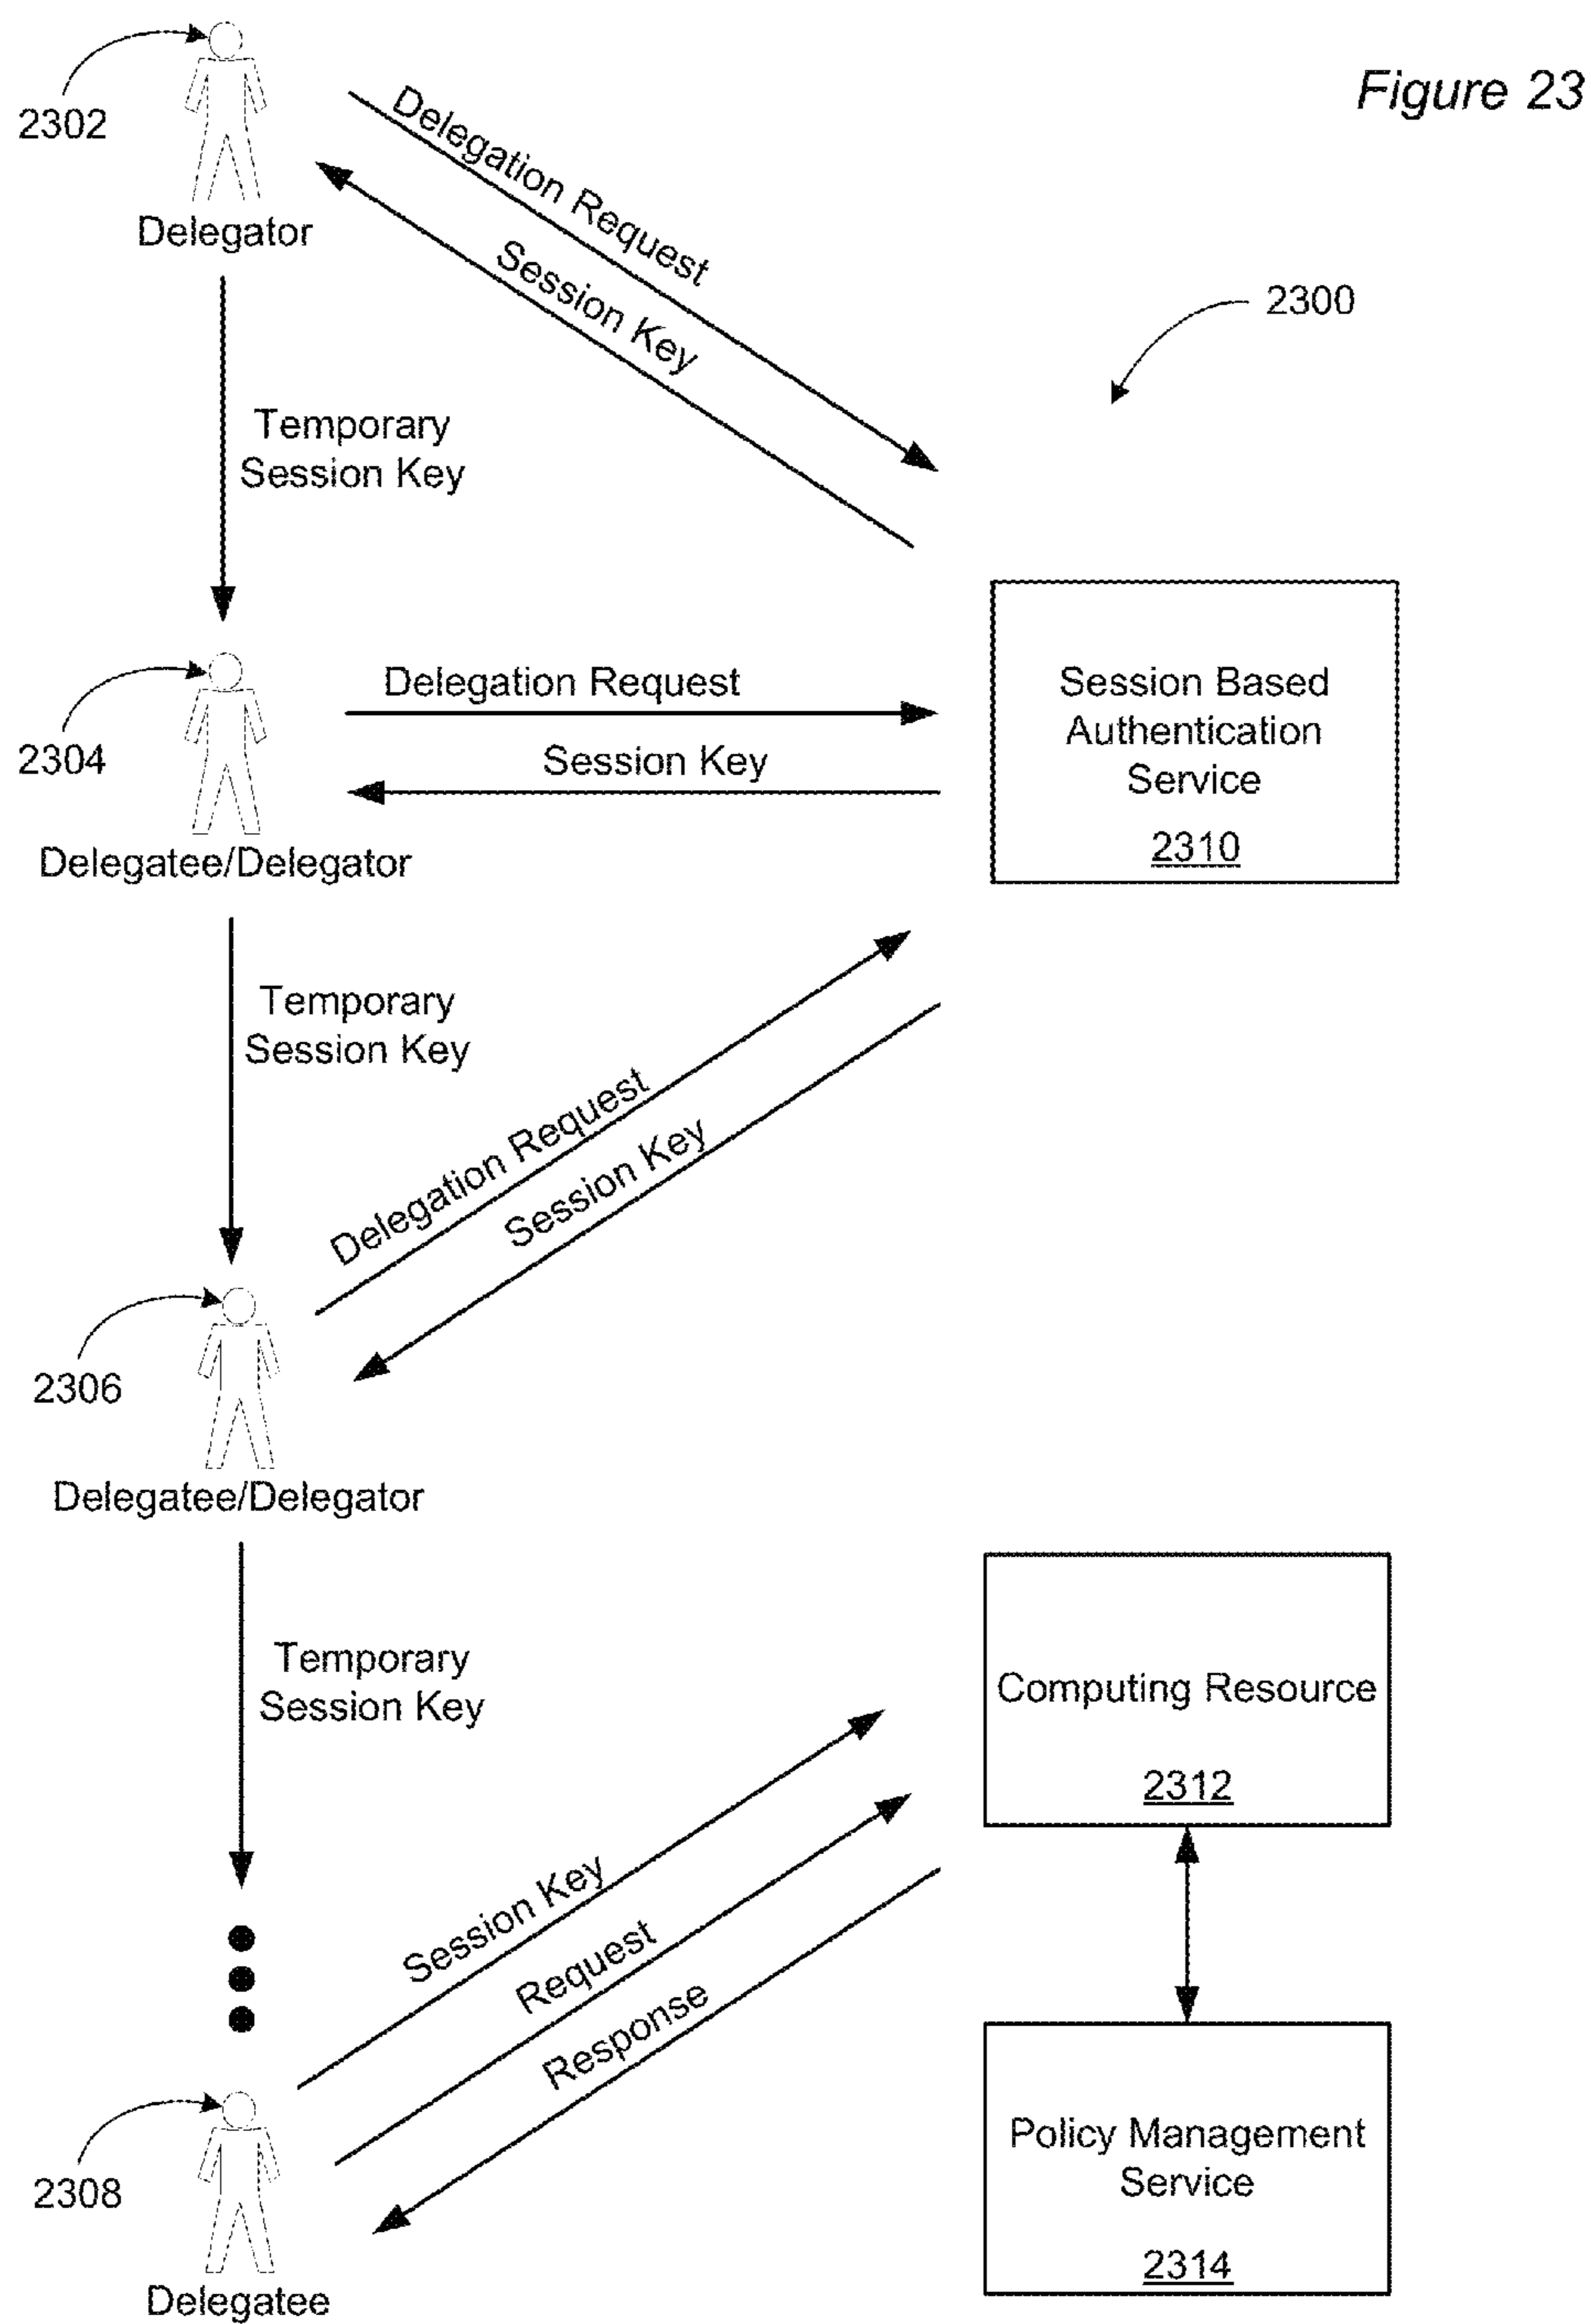 Figure 23
2302
Delegator
Delegation Request
Session Key
2300
Temporary
Session Key
2304
Delegatee/Delegator
Delegation Request
Session Key
Session Based
Authentication
Service
2310
Temporary
Session Key
Delegation Request
Session Key
2306
Delegatee/Delegator
Temporary
Session Key
Computing Resource
2312
Session Key
Request
Response
2308
Delegatee
Policy Management
Service
2314